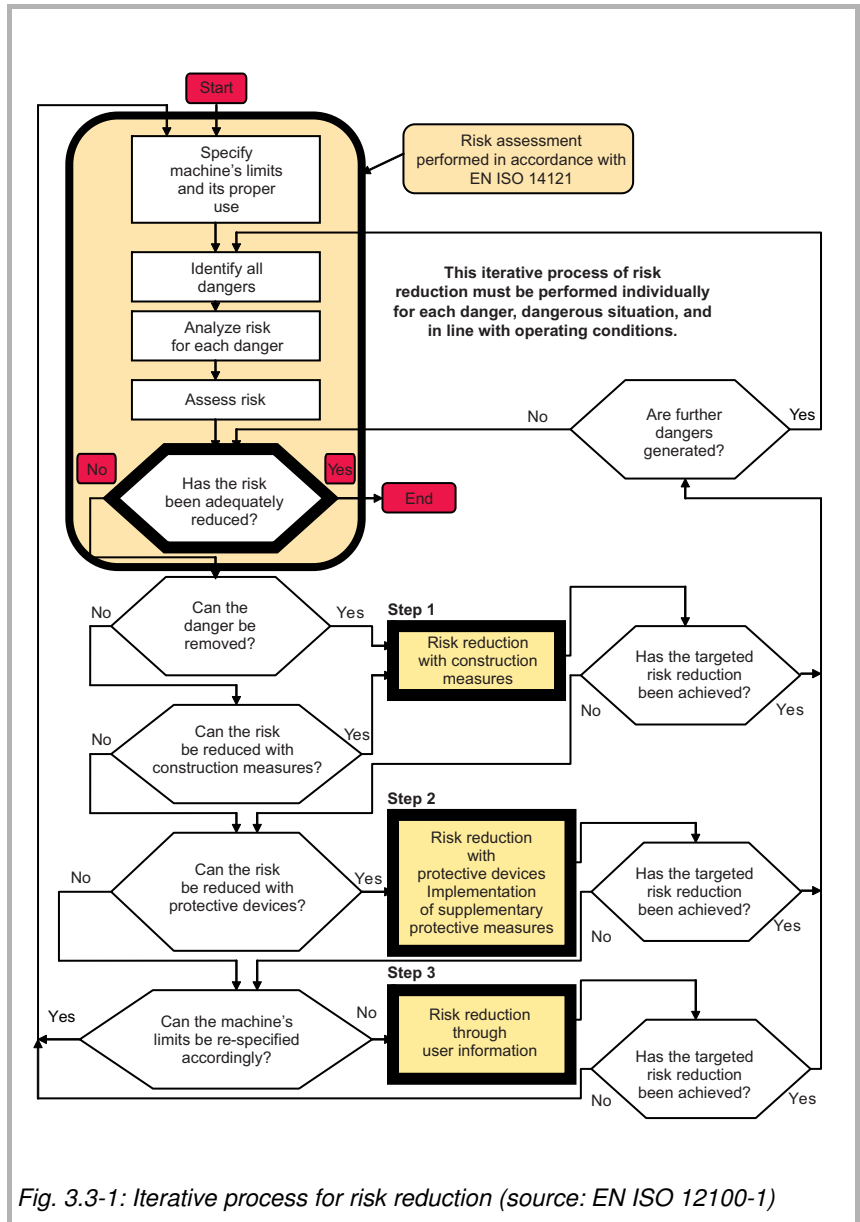 Start
Risk assessment
performed in accordance with
EN ISO 14121
Specify
machine's limits
and its proper
use
Identify all
dangers
This iterative process of risk
reduction must be performed individually
for each danger, dangerous situation, and
in line with operating conditions.
Analyze risk
for each danger
Assess risk
No
Are further
dangers
generated?
Yes
No
Yes
Has the risk
been adequately
reduced?
End
No
Can the
danger be
removed?
Yes
Step 1
Risk reduction
with construction
measures
Has the targeted
risk reduction
been achieved?
No
Yes
No
Can the risk
be reduced with
construction measures?
Yes
Step 2
Risk reduction
with
protective devices
Implementation
of supplementary
protective measures
No
Can the risk
be reduced with
protective devices?
Yes
Has the targeted
risk reduction
been achieved?
No
Yes
Step 3
Yes
Can the machine's
limits be re-specified
accordingly?
No
Risk reduction
through
user information
Has the targeted
risk reduction
been achieved?
No
Yes
Fig. 3.3-1: Iterative process for risk reduction (source: EN ISO 12100-1)